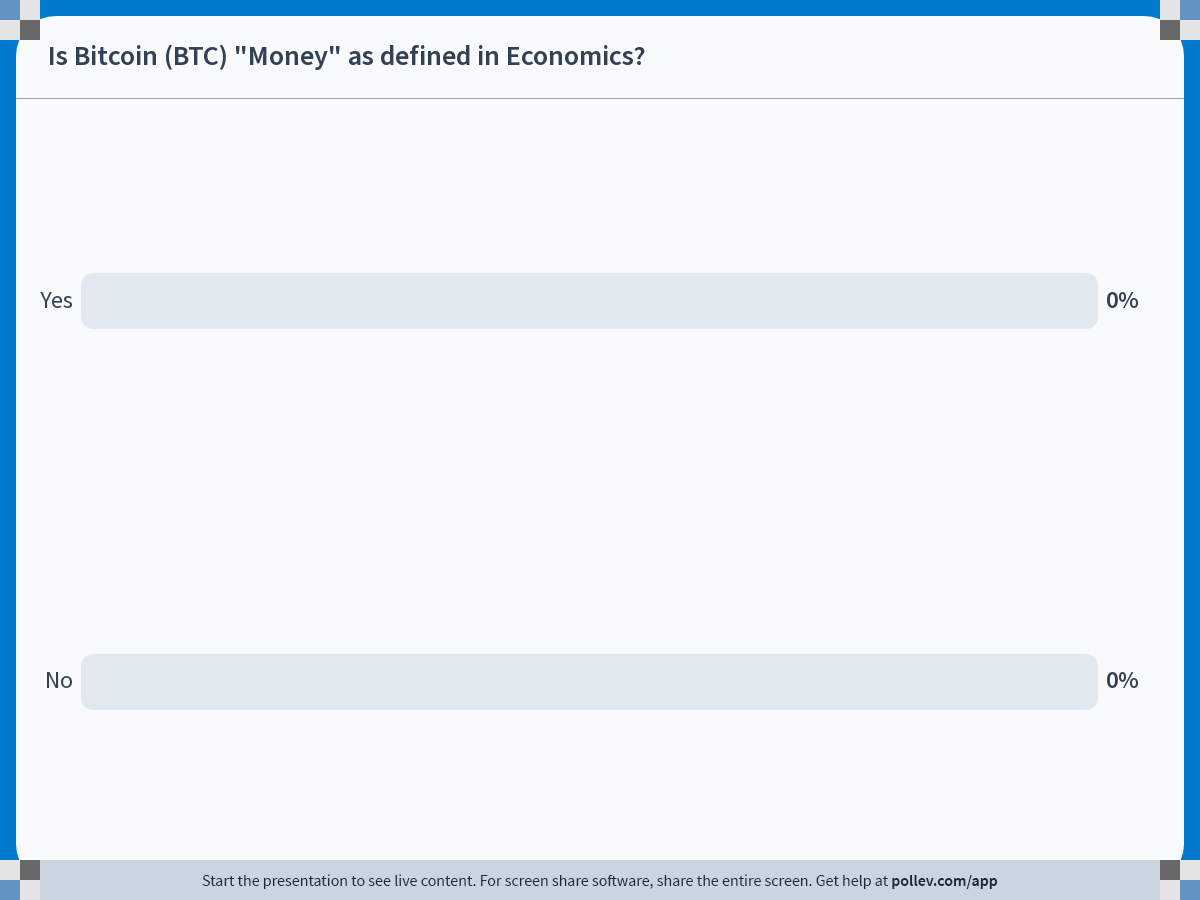 Is Bitcoin (BTC) "Money" as defined in Economics?
Yes 0%
No 0%
Start the presentation to see live content. For screen share software, share the entire screen. Get help at pollev.com/app